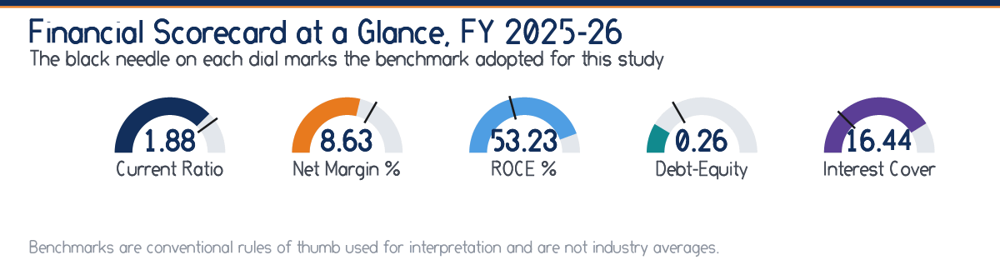 Financial Scorecard at a Glance, FY 2025-26
The black needle on each dial marks the benchmark adopted for this study
1.88 8.63 53.23 0.26 16.44
Current Ratio Net Margin % ROCE % Debt-Equity Interest Cover
Benchmarks are conventional rules of thumb used for interpretation and are not industry averages.